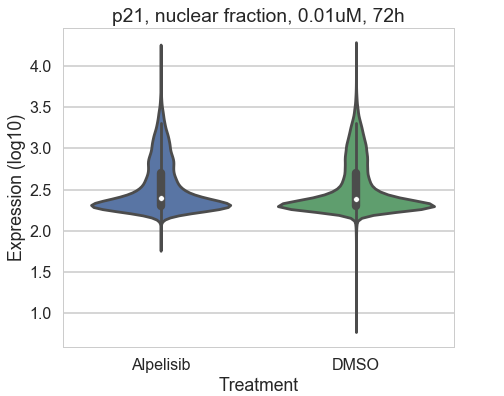 p21, nuclear fraction, 0.01uM, 72h
4.0
3.5
3.0
2.5
2.0
1.5
1.0
Expression (log10)
Alpelisib
DMSO
Treatment